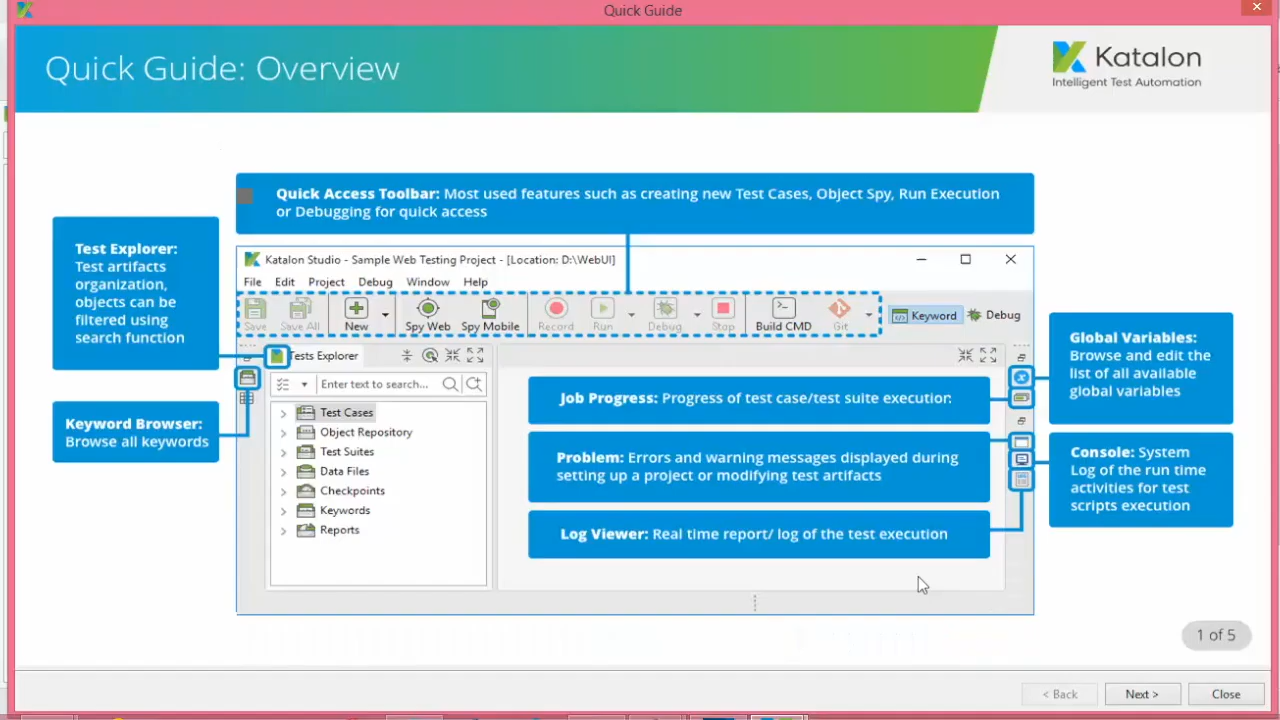 Quick Guide
Quick Guide: Overview
Katalon
Intelligent Test Automation
Quick Access Toolbar: Most used features such as creating new Test Cases, Object Spy, Run Execution
or Debugging for quick access
Test Explorer:
Test artifacts
organization,
objects can be
filtered using
search function
Keyword Browser:
Browse all keywords
Katalon Studio - Sample Web Testing Project - [Location: D:\WebUI]
File Edit Project Debug Window Help
Save Save All New Spy Web Spy Mobile Record Run Debug Stop Build CMD Git Keyword Debug
Tests Explorer
Enter text to search...
Test Cases
Object Repository
Test Suites
Data Files
Checkpoints
Keywords
Reports
Job Progress: Progress of test case/test suite execution:
Problem: Errors and warning messages displayed during
setting up a project or modifying test artifacts
Log Viewer: Real time report/ log of the test execution
Global Variables:
Browse and edit the
list of all available
global variables
Console: System
Log of the run time
activities for test
scripts execution
1 of 5
< Back Next > Close